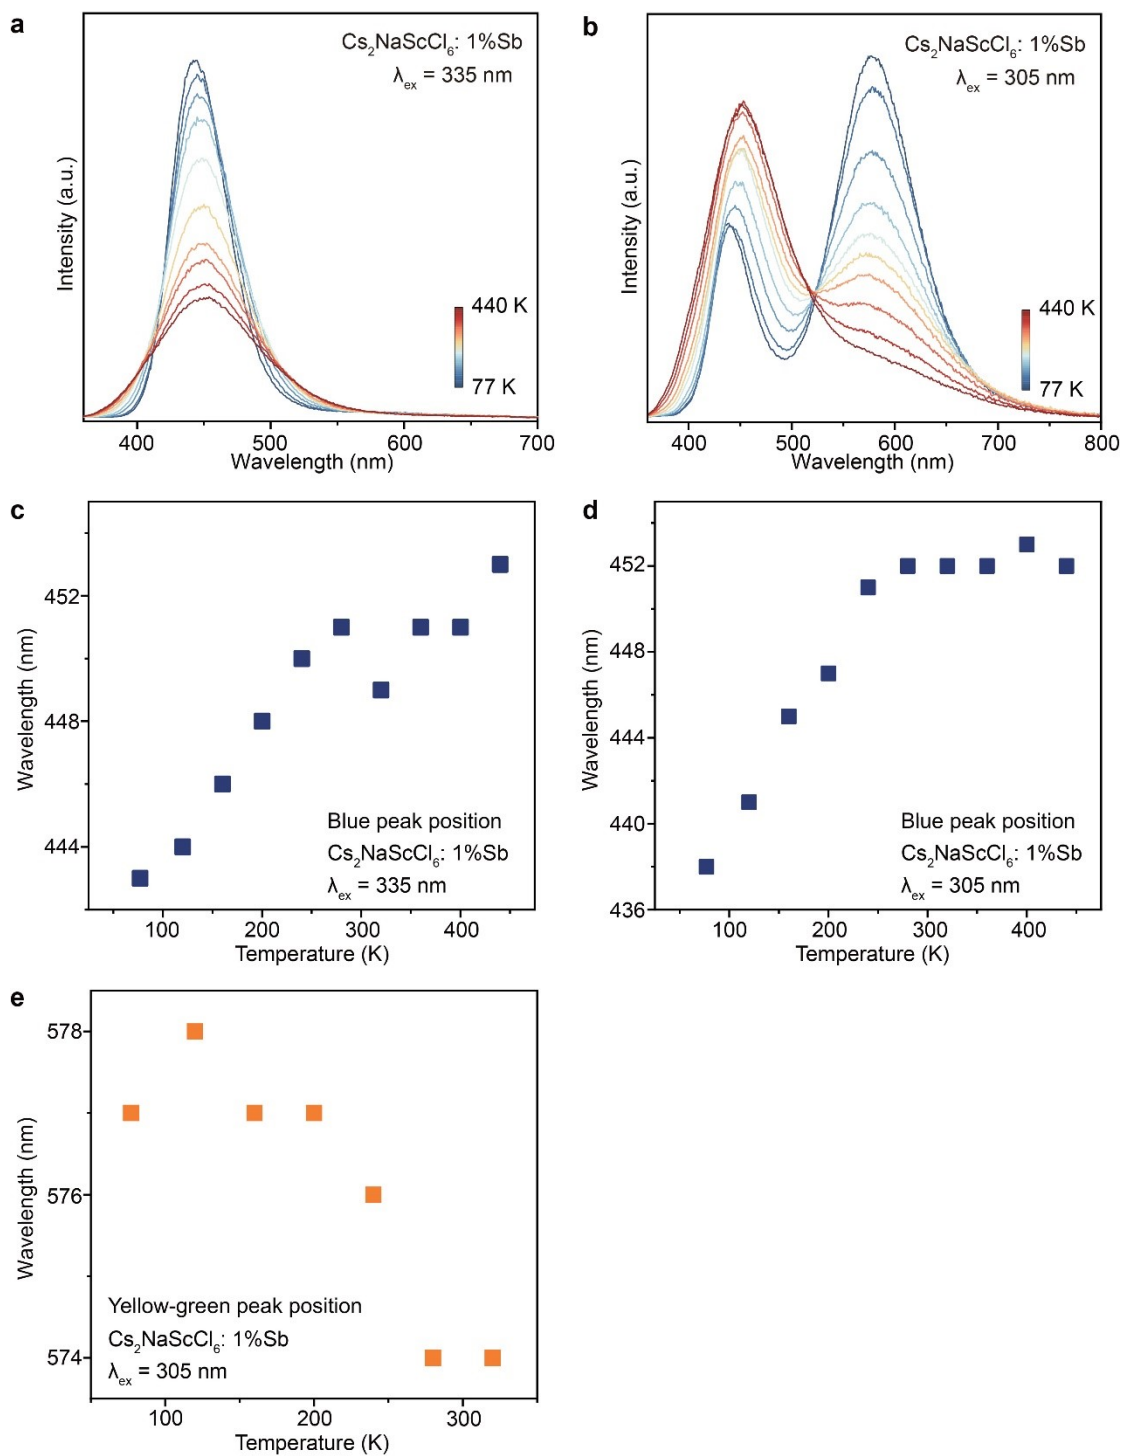 a
Cs₂NaScCl₆: 1%Sb
λex = 335 nm
Intensity (a.u.)
440 K
77 K
400 500 600 700
Wavelength (nm)
b
Cs₂NaScCl₆: 1%Sb
λex = 305 nm
Intensity (a.u.)
440 K
77 K
400 500 600 700 800
Wavelength (nm)
c
Wavelength (nm)
452
448
444
Blue peak position
Cs₂NaScCl₆: 1%Sb
λex = 335 nm
100 200 300 400
Temperature (K)
d
Wavelength (nm)
452
448
444
440
436
Blue peak position
Cs₂NaScCl₆: 1%Sb
λex = 305 nm
100 200 300 400
Temperature (K)
e
Wavelength (nm)
578
576
574
Yellow-green peak position
Cs₂NaScCl₆: 1%Sb
λex = 305 nm
100 200 300
Temperature (K)